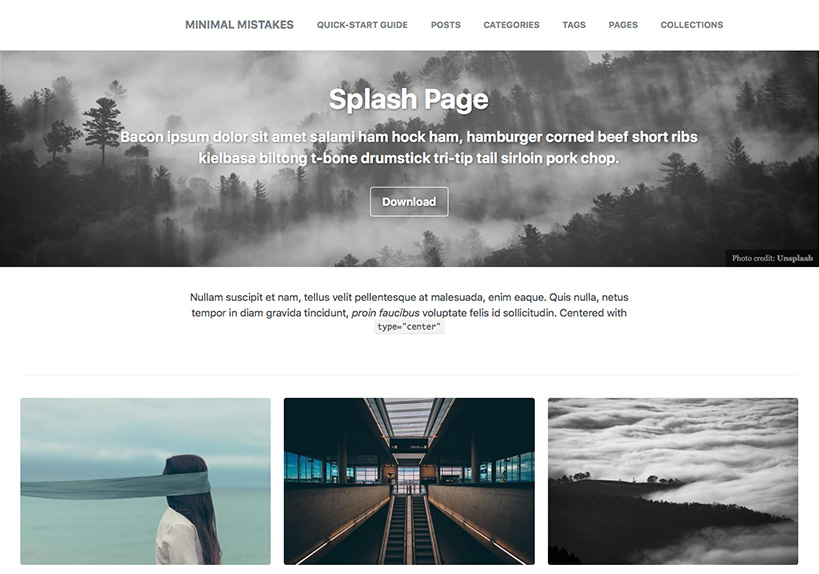 MINIMAL MISTAKES QUICK-START GUIDE POSTS CATEGORIES TAGS PAGES COLLECTIONS
Splash Page
Bacon ipsum dolor sit amet salami ham hock ham, hamburger corned beef short ribs
kielbasa biltong t-bone drumstick tri-tip tail sirloin pork chop.
Download
Photo credit: Unsplash
Nullam suscipit et nam, tellus velit pellentesque at malesuada, enim eaque. Quis nulla, netus
tempor in diam gravida tincidunt, proin faucibus voluptate felis id sollicitudin. Centered with
type="center"